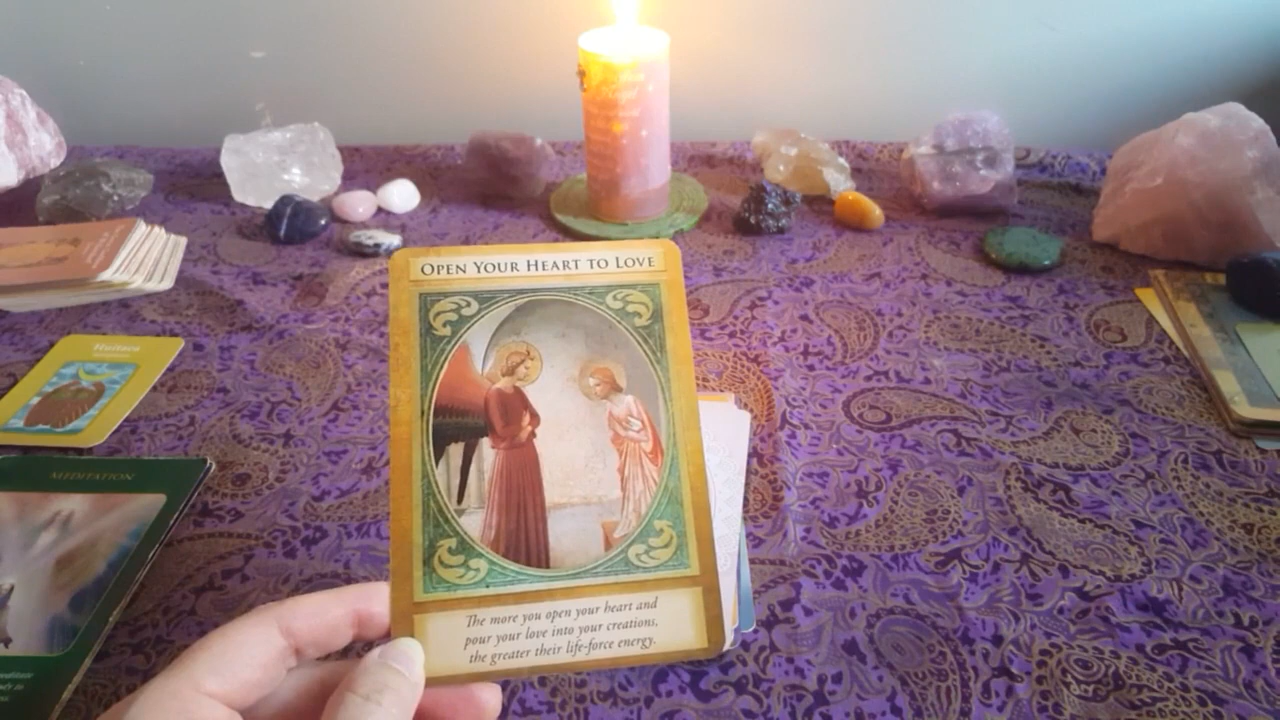 OPEN YOUR HEART TO LOVE
The more you open your heart and
pour your love into your creations,
the greater their life-force energy.
Huitaca
MEDITATION